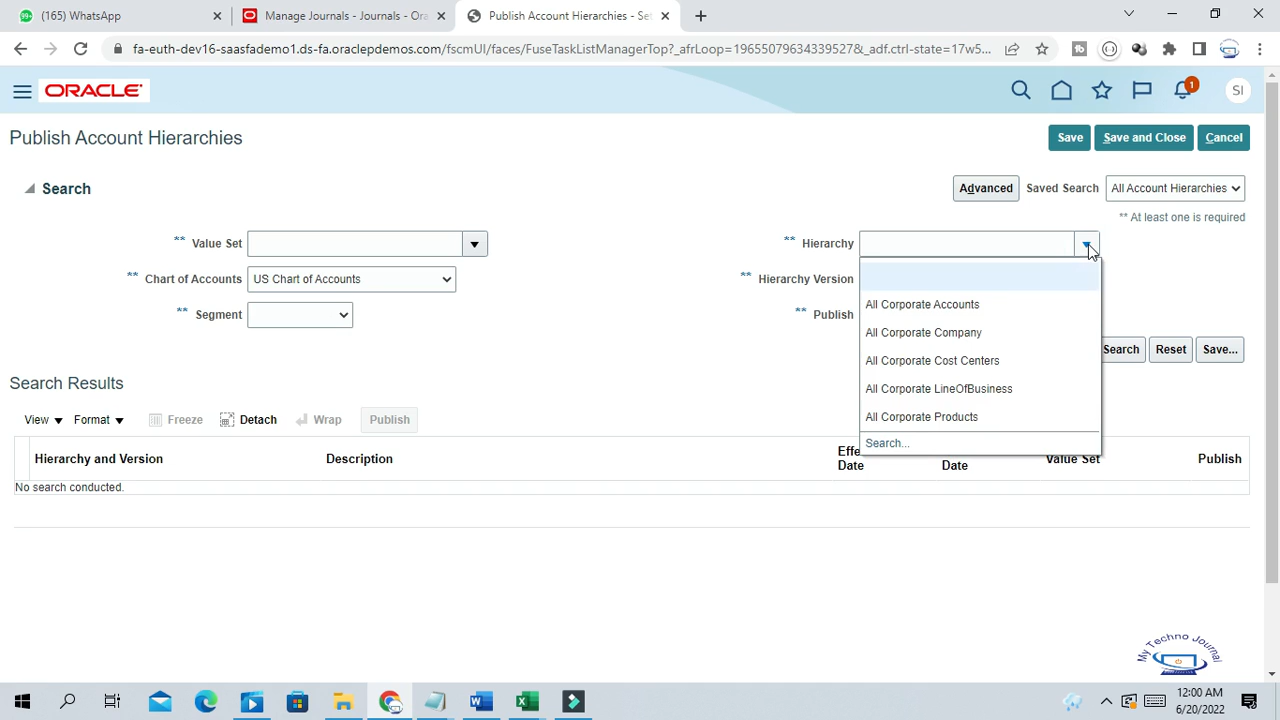 99+ (165) WhatsApp
Manage Journals - Journals - Ora
Publish Account Hierarchies - Se
fa-euth-dev16-saasfademo1.ds-fa.oraclepdemos.com/fscmUI/faces/FuseTaskListManagerTop?_afrLoop=19655079634339527&_adf.ctrl-state=17w5...
ORACLE
1
SI
Publish Account Hierarchies
Save
Save and Close
Cancel
Search
Advanced
Saved Search
All Account Hierarchies
** At least one is required
** Value Set
** Hierarchy
** Chart of Accounts
US Chart of Accounts
** Hierarchy Version
** Segment
** Publish
All Corporate Accounts
All Corporate Company
All Corporate Cost Centers
All Corporate LineOfBusiness
All Corporate Products
Search...
Search
Reset
Save...
Search Results
View
Format
Freeze
Detach
Wrap
Publish
Hierarchy and Version
Description
Effe
Date
Date
Value Set
Publish
No search conducted.
My Techno Journal
12:00 AM
6/20/2022